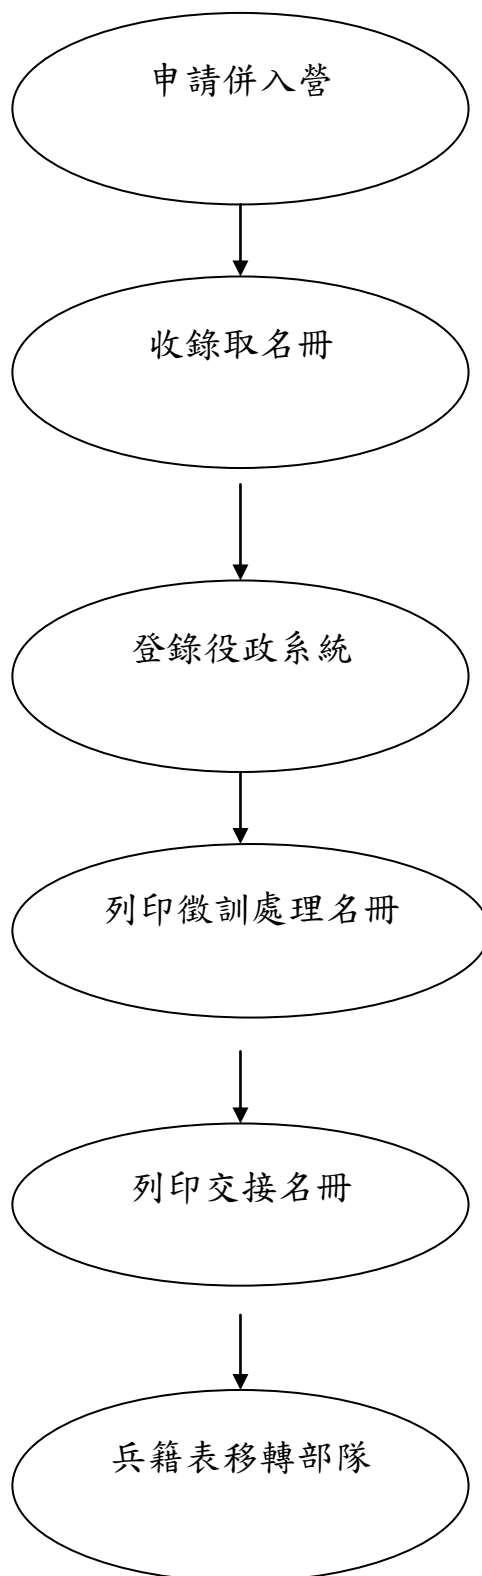 申請併入營
收錄取名冊
登錄役政系統
列印徵訓處理名冊
列印交接名冊
兵籍表移轉部隊